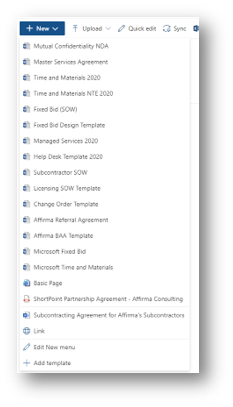 + New Upload Quick edit Sync
Mutual Confidentiality NDA
Master Services Agreement
Time and Materials 2020
Time and Materials NTE 2020
Fixed Bid (SOW)
Fixed Bid Design Template
Managed Services 2020
Help Desk Template 2020
Subcontractor SOW
Licensing SOW Template
Change Order Template
Affirma Referral Agreement
Affirma BAA Template
Microsoft Fixed Bid
Microsoft Time and Materials
Basic Page
ShortPoint Partnership Agreement - Affirma Consulting
Subcontracting Agreement for Affirma's Subcontractors
Link
Edit New menu
+ Add template